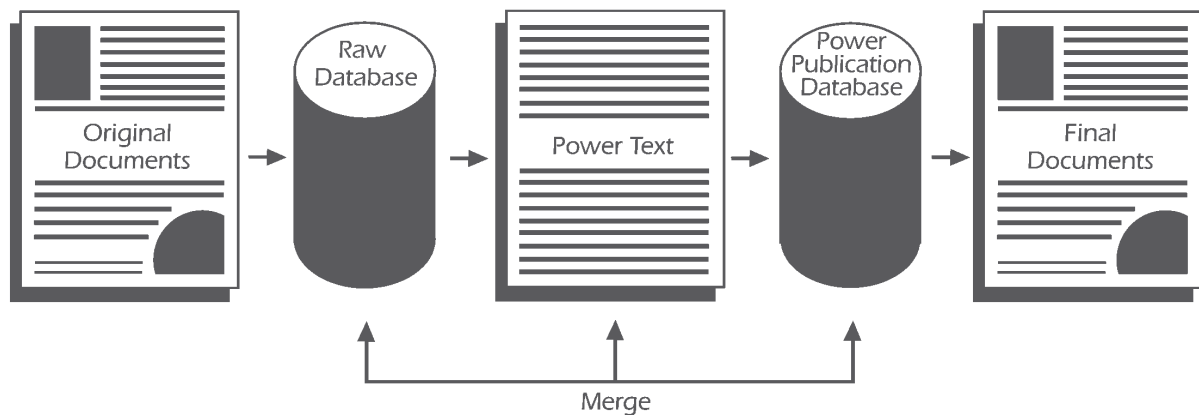 Original
Documents
Raw
Database
Power Text
Power
Publication
Database
Final
Documents
Merge